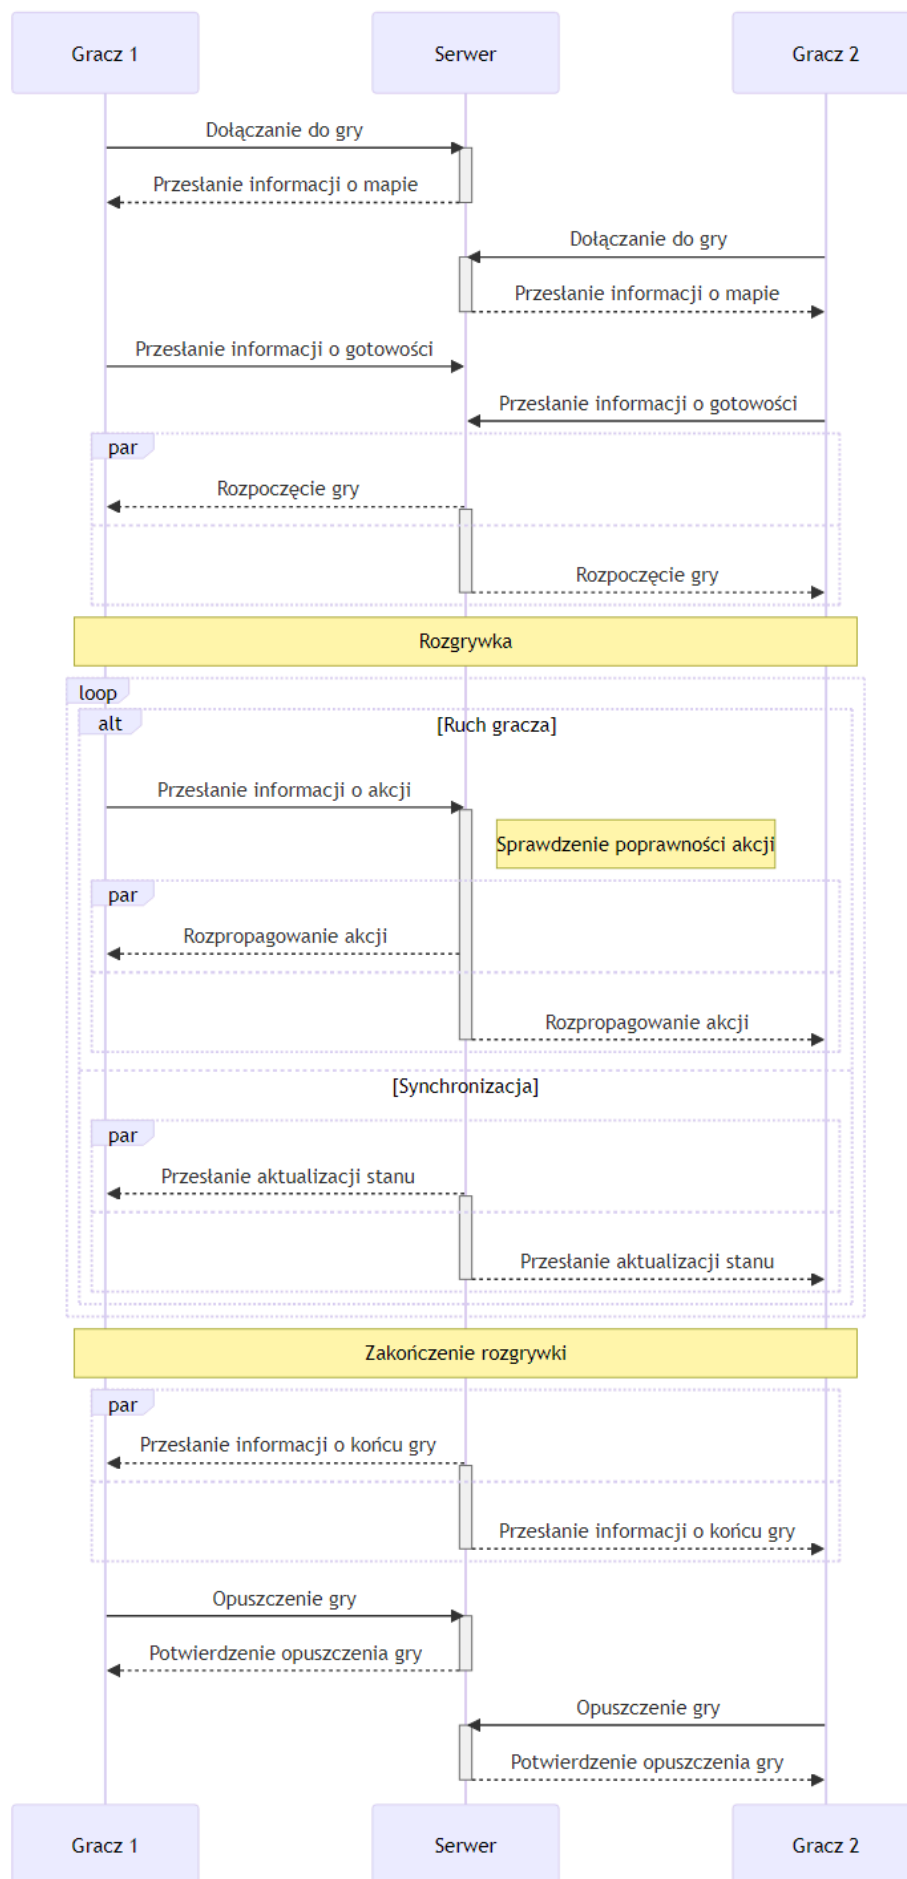 Gracz 1
Serwer
Gracz 2
Dołączanie do gry
Przesłanie informacji o mapie
Dołączanie do gry
Przesłanie informacji o mapie
Przesłanie informacji o gotowości
Przesłanie informacji o gotowości
par
Rozpoczęcie gry
Rozpoczęcie gry
Rozgrywka
loop
alt
[Ruch gracza]
Przesłanie informacji o akcji
Sprawdzenie poprawności akcji
par
Rozpropagowanie akcji
Rozpropagowanie akcji
[Synchronizacja]
par
Przesłanie aktualizacji stanu
Przesłanie aktualizacji stanu
Zakończenie rozgrywki
par
Przesłanie informacji o końcu gry
Przesłanie informacji o końcu gry
Opuszczenie gry
Potwierdzenie opuszczenia gry
Opuszczenie gry
Potwierdzenie opuszczenia gry
Gracz 1
Serwer
Gracz 2